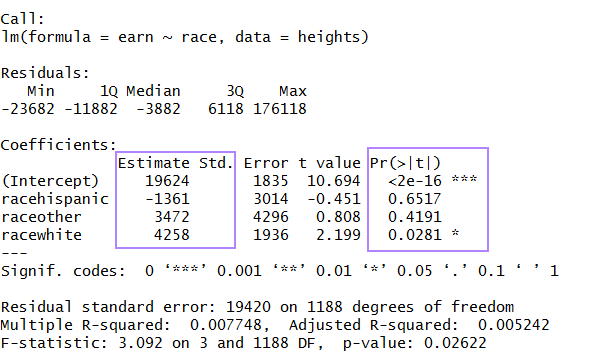 Call:
lm(formula = earn ~ race, data = heights)
Residuals:
   Min     1Q Median     3Q    Max
-23682 -11882  -3882   6118 176118
Coefficients:
             Estimate Std. Error t value Pr(>|t|)
(Intercept)     19624       1835  10.694   <2e-16 ***
racehispanic    -1361       3014  -0.451   0.6517
raceother        3472       4296   0.808   0.4191
racewhite        4258       1936   2.199   0.0281 *
---
Signif. codes:  0 ‘***’ 0.001 ‘**’ 0.01 ‘*’ 0.05 ‘.’ 0.1 ‘ ’ 1
Residual standard error: 19420 on 1188 degrees of freedom
Multiple R-squared:  0.007748,  Adjusted R-squared:  0.005242
F-statistic: 3.092 on 3 and 1188 DF,  p-value: 0.02622